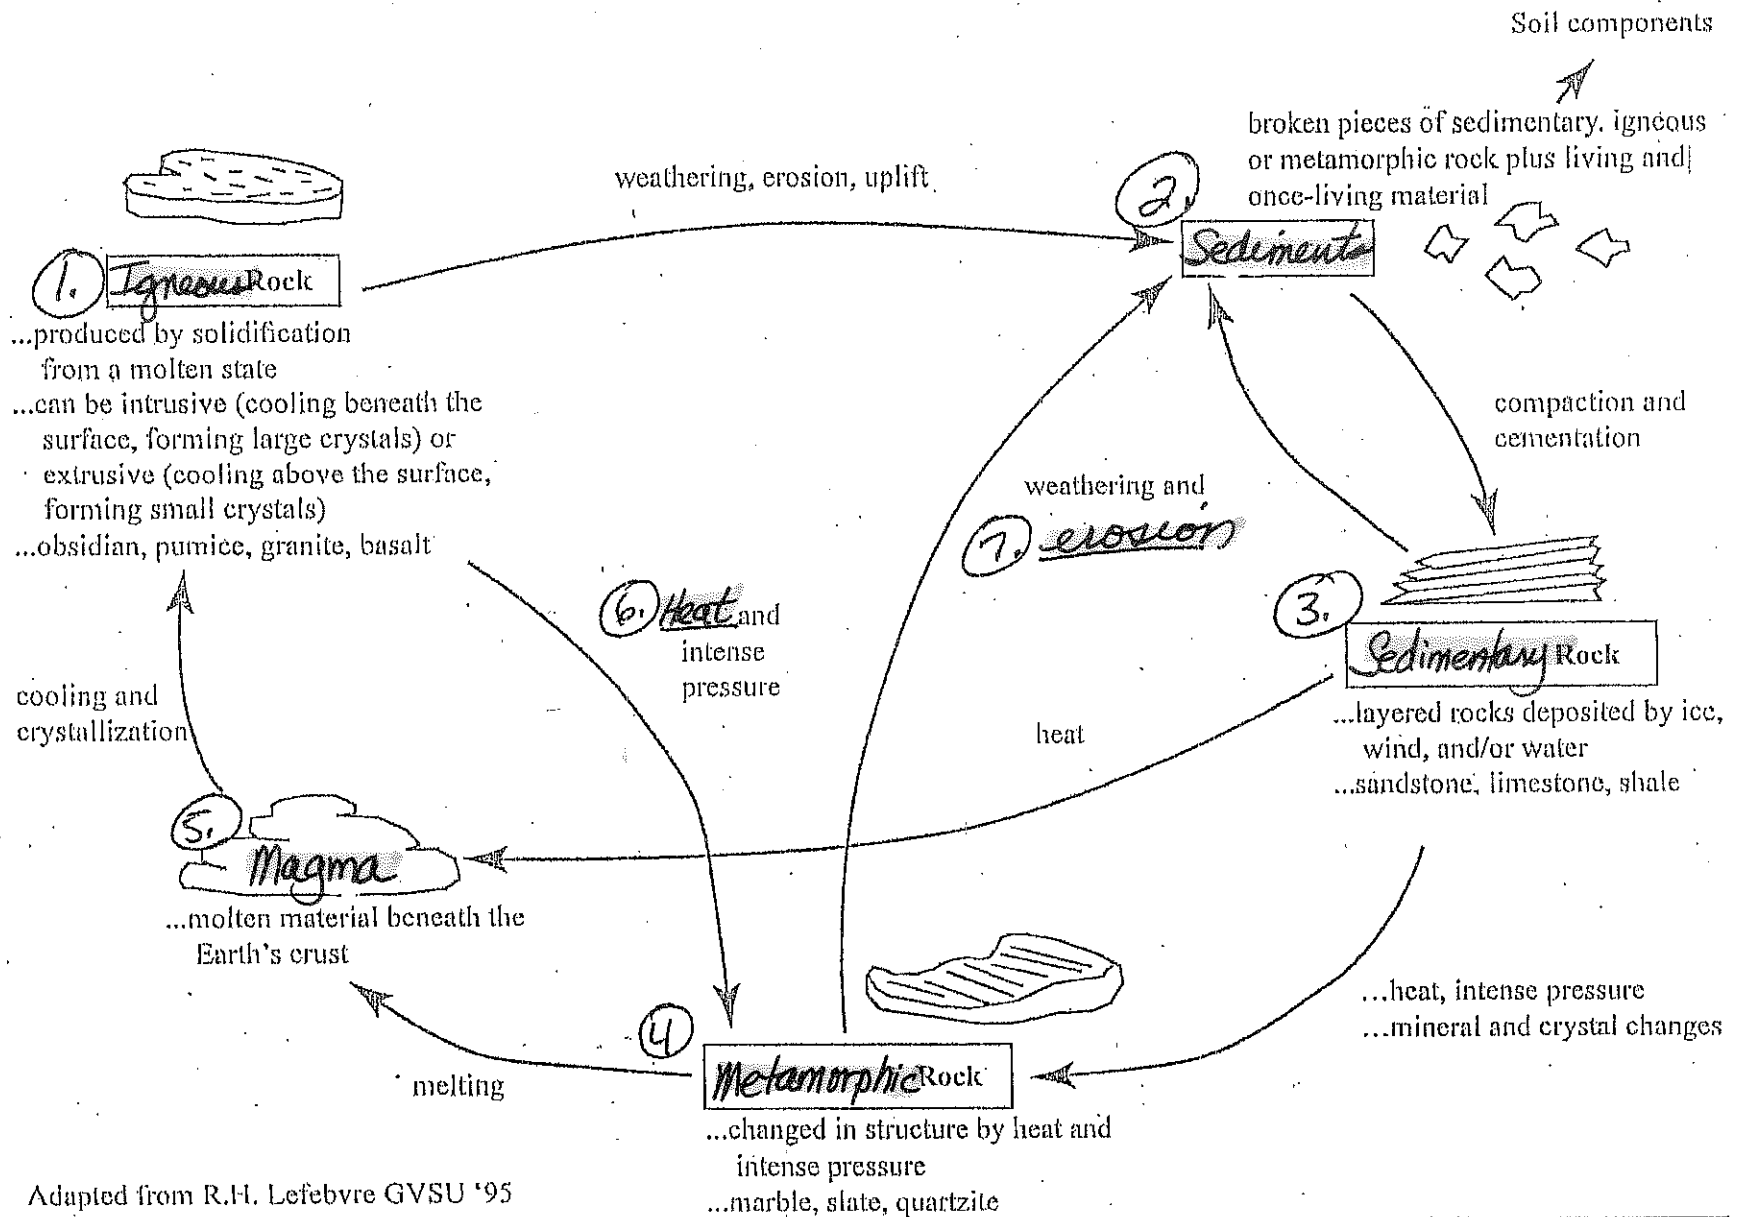 Soil components
broken pieces of sedimentary. igneous
or metamorphic rock plus living and
once-living material
weathering, erosion, uplift
2.
Sediments
1. Igneous Rock
...produced by solidification
from a molten state
...can be intrusive (cooling beneath the
surface, forming large crystals) or
extrusive (cooling above the surface,
forming small crystals)
...obsidian, pumice, granite, basalt
compaction and
cementation
weathering and
7. erosion
6. Heat and
intense
pressure
3.
Sedimentary Rock
...layered rocks deposited by ice,
wind, and/or water
...sandstone, limestone, shale
cooling and
crystallization
heat
5.
Magma
...molten material beneath the
Earth's crust
...heat, intense pressure
...mineral and crystal changes
melting
4
Metamorphic Rock
...changed in structure by heat and
intense pressure
...marble, slate, quartzite
Adapted from R.H. Lefebvre GVSU '95